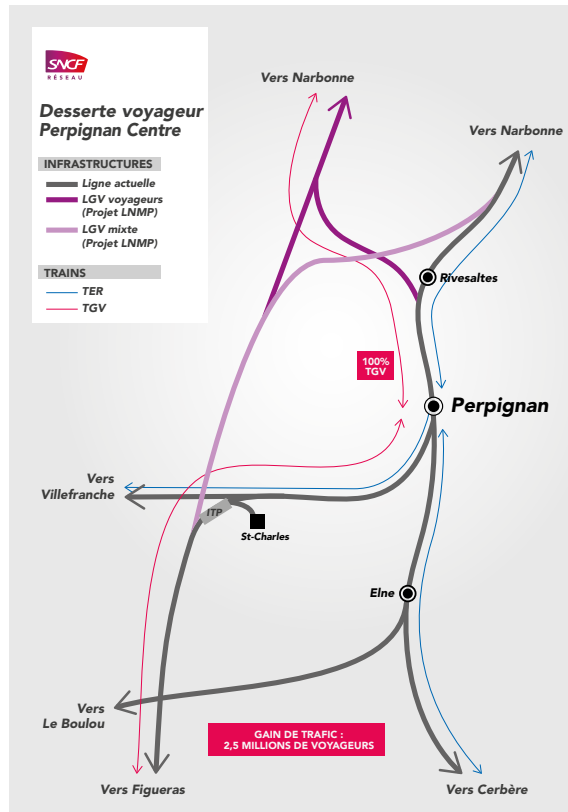 SNCF
RÉSEAU
Desserte voyageur
Perpignan Centre
INFRASTRUCTURES
Ligne actuelle
LGV voyageurs
(Projet LNMP)
LGV mixte
(Projet LNMP)
TRAINS
TER
TGV
Vers Narbonne
Vers Narbonne
Rivesaltes
100%
TGV
Perpignan
Vers
Villefranche
ITP
St-Charles
Elne
Vers
Le Boulou
GAIN DE TRAFIC :
2,5 MILLIONS DE VOYAGEURS
Vers Figueras
Vers Cerbère